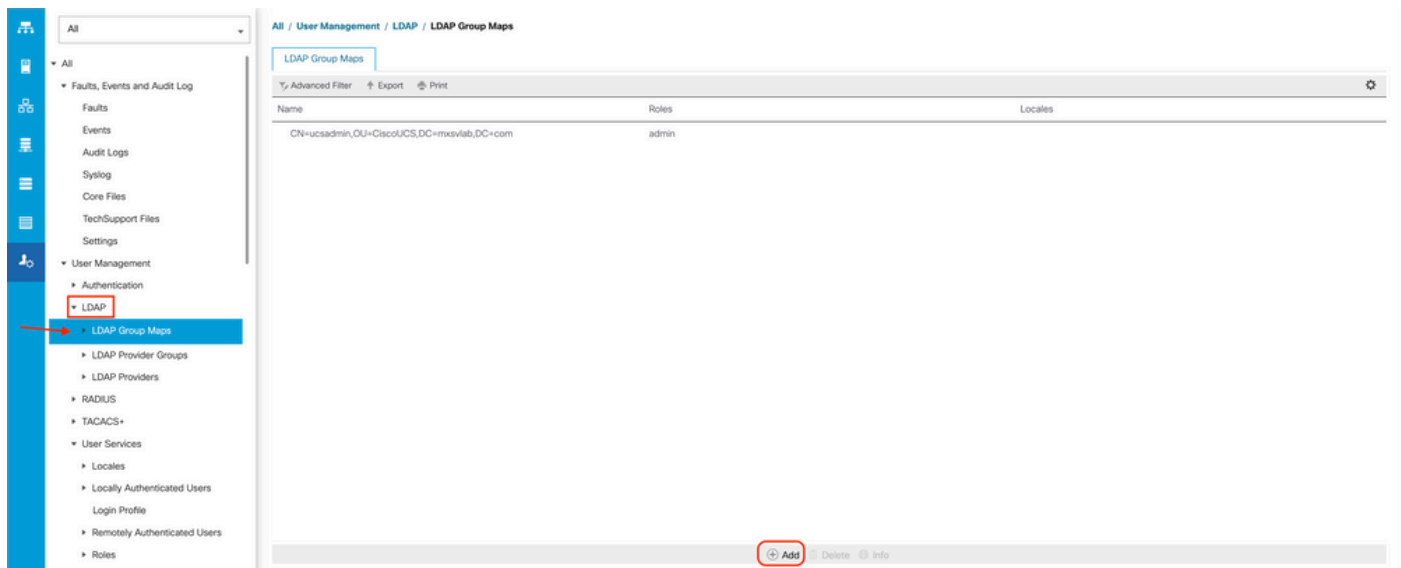 All
All
Faults, Events and Audit Log
Faults
Events
Audit Logs
Syslog
Core Files
TechSupport Files
Settings
User Management
Authentication
LDAP
LDAP Group Maps
LDAP Provider Groups
LDAP Providers
RADIUS
TACACS+
User Services
Locales
Locally Authenticated Users
Login Profile
Remotely Authenticated Users
Roles
All / User Management / LDAP / LDAP Group Maps
LDAP Group Maps
Advanced Filter Export Print
Name Roles Locales
CN=ucsadmin,OU=CiscoUCS,DC=mxsvlab,DC=com admin
Add Delete Info